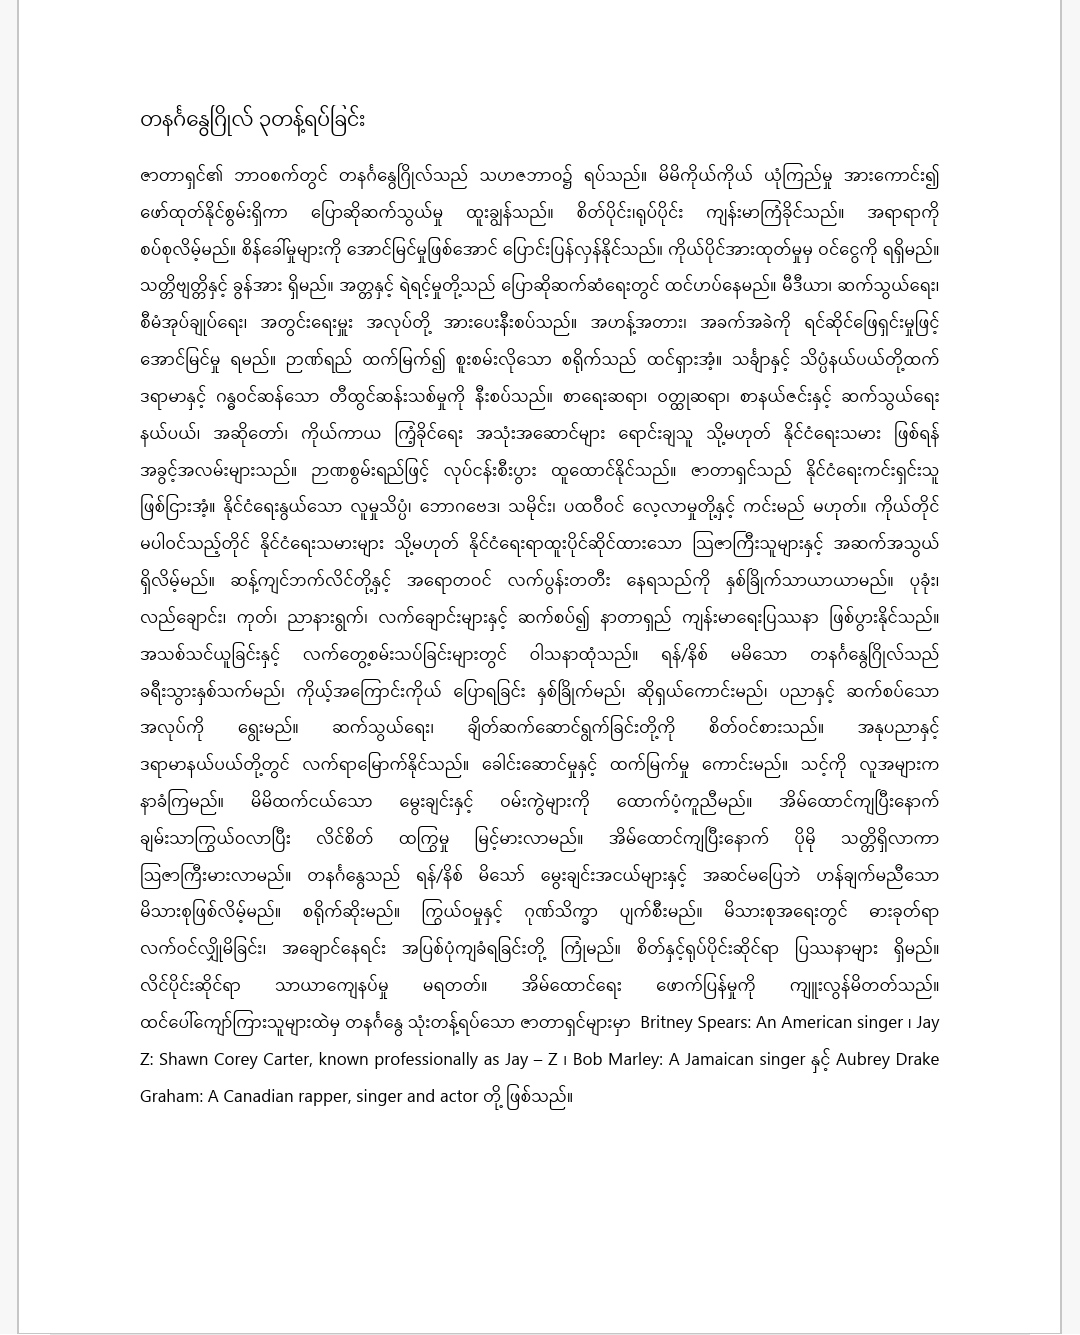 တနင်္ဂနွေဂြိုလ် ၃တန့်ရပ်ခြင်း
ဇာတာရှင်၏ ဘာဝစက်တွင် တနင်္ဂနွေဂြိုလ်သည် သဟဇဘာဝ၌ ရပ်သည်။ မိမိကိုယ်ကိုယ် ယုံကြည်မှု အားကောင်း၍
ဖော်ထုတ်နိုင်စွမ်းရှိကာ ပြောဆိုဆက်သွယ်မှု ထူးချွန်သည်။ စိတ်ပိုင်း၊ရုပ်ပိုင်း ကျန်းမာကြံ့ခိုင်သည်။ အရာရာကို
စပ်စုလိမ့်မည်။ စိန်ခေါ်မှုများကို အောင်မြင်မှုဖြစ်အောင် ပြောင်းပြန်လှန်နိုင်သည်။ ကိုယ်ပိုင်အားထုတ်မှုမှ ဝင်ငွေကို ရရှိမည်။
သတ္တိဗျတ္တိနှင့် ခွန်အား ရှိမည်။ အတ္တနှင့် ရဲရင့်မှုတို့သည် ပြောဆိုဆက်ဆံရေးတွင် ထင်ဟပ်နေမည်။ မီဒီယာ၊ ဆက်သွယ်ရေး၊
စီမံအုပ်ချုပ်ရေး၊ အတွင်းရေးမှူး အလုပ်တို့ အားပေးနီးစပ်သည်။ အဟန့်အတား၊ အခက်အခဲကို ရင်ဆိုင်ဖြေရှင်းမှုဖြင့်
အောင်မြင်မှု ရမည်။ ဉာဏ်ရည် ထက်မြက်၍ စူးစမ်းလိုသော စရိုက်သည် ထင်ရှားအံ့။ သင်္ချာနှင့် သိပ္ပံနယ်ပယ်တို့ထက်
ဒရာမာနှင့် ဂန္ဓဝင်ဆန်သော တီထွင်ဆန်းသစ်မှုကို နီးစပ်သည်။ စာရေးဆရာ၊ ဝတ္ထုဆရာ၊ စာနယ်ဇင်းနှင့် ဆက်သွယ်ရေး
နယ်ပယ်၊ အဆိုတော်၊ ကိုယ်ကာယ ကြံ့ခိုင်ရေး အသုံးအဆောင်များ ရောင်းချသူ သို့မဟုတ် နိုင်ငံရေးသမား ဖြစ်ရန်
အခွင့်အလမ်းများသည်။ ဉာဏစွမ်းရည်ဖြင့် လုပ်ငန်းစီးပွား ထူထောင်နိုင်သည်။ ဇာတာရှင်သည် နိုင်ငံရေးကင်းရှင်းသူ
ဖြစ်ငြားအံ့။ နိုင်ငံရေးနွယ်သော လူမှုသိပ္ပံ၊ ဘောဂဗေဒ၊ သမိုင်း၊ ပထဝီဝင် လေ့လာမှုတို့နှင့် ကင်းမည် မဟုတ်။ ကိုယ်တိုင်
မပါဝင်သည့်တိုင် နိုင်ငံရေးသမားများ သို့မဟုတ် နိုင်ငံရေးရာထူးပိုင်ဆိုင်ထားသော ဩဇာကြီးသူများနှင့် အဆက်အသွယ်
ရှိလိမ့်မည်။ ဆန့်ကျင်ဘက်လိင်တို့နှင့် အရောတဝင် လက်ပွန်းတတီး နေရသည်ကို နှစ်ခြိုက်သာယာယာမည်။ ပုခုံး၊
လည်ချောင်း၊ ကုတ်၊ ညာနားရွက်၊ လက်ချောင်းများနှင့် ဆက်စပ်၍ နာတာရှည် ကျန်းမာရေးပြဿနာ ဖြစ်ပွားနိုင်သည်။
အသစ်သင်ယူခြင်းနှင့် လက်တွေ့စမ်းသပ်ခြင်းများတွင် ဝါသနာထုံသည်။ ရန်/နိစ် မမိသော တနင်္ဂနွေဂြိုလ်သည်
ခရီးသွားနှစ်သက်မည်၊ ကိုယ့်အကြောင်းကိုယ် ပြောရခြင်း နှစ်ခြိုက်မည်၊ ဆိုရှယ်ကောင်းမည်၊ ပညာနှင့် ဆက်စပ်သော
အလုပ်ကို ရွေးမည်။ ဆက်သွယ်ရေး၊ ချိတ်ဆက်ဆောင်ရွက်ခြင်းတို့ကို စိတ်ဝင်စားသည်။ အနုပညာနှင့်
ဒရာမာနယ်ပယ်တို့တွင် လက်ရာမြောက်နိုင်သည်။ ခေါင်းဆောင်မှုနှင့် ထက်မြက်မှု ကောင်းမည်။ သင့်ကို လူအများက
နာခံကြမည်။ မိမိထက်ငယ်သော မွေးချင်းနှင့် ဝမ်းကွဲများကို ထောက်ပံ့ကူညီမည်။ အိမ်ထောင်ကျပြီးနောက်
ချမ်းသာကြွယ်ဝလာပြီး လိင်စိတ် ထကြွမှု မြင့်မားလာမည်။ အိမ်ထောင်ကျပြီးနောက် ပိုမို သတ္တိရှိလာကာ
ဩဇာကြီးမားလာမည်။ တနင်္ဂနွေသည် ရန်/နိစ် မိသော် မွေးချင်းအငယ်များနှင့် အဆင်မပြေဘဲ ဟန်ချက်မညီသော
မိသားစုဖြစ်လိမ့်မည်။ စရိုက်ဆိုးမည်။ ကြွယ်ဝမှုနှင့် ဂုဏ်သိက္ခာ ပျက်စီးမည်။ မိသားစုအရေးတွင် ဓားခုတ်ရာ
လက်ဝင်လျှိုမိခြင်း၊ အချောင်နေရင်း အပြစ်ပုံကျခံရခြင်းတို့ ကြုံမည်။ စိတ်နှင့်ရုပ်ပိုင်းဆိုင်ရာ ပြဿနာများ ရှိမည်။
လိင်ပိုင်းဆိုင်ရာ သာယာကျေနပ်မှု မရတတ်။ အိမ်ထောင်ရေး ဖောက်ပြန်မှုကို ကျူးလွန်မိတတ်သည်။
ထင်ပေါ်ကျော်ကြားသူများထဲမှ တနင်္ဂနွေ သုံးတန့်ရပ်သော ဇာတာရှင်များမှာ Britney Spears: An American singer ၊ Jay
Z: Shawn Corey Carter, known professionally as Jay – Z ၊ Bob Marley: A Jamaican singer နှင့် Aubrey Drake
Graham: A Canadian rapper, singer and actor တို့ ဖြစ်သည်။